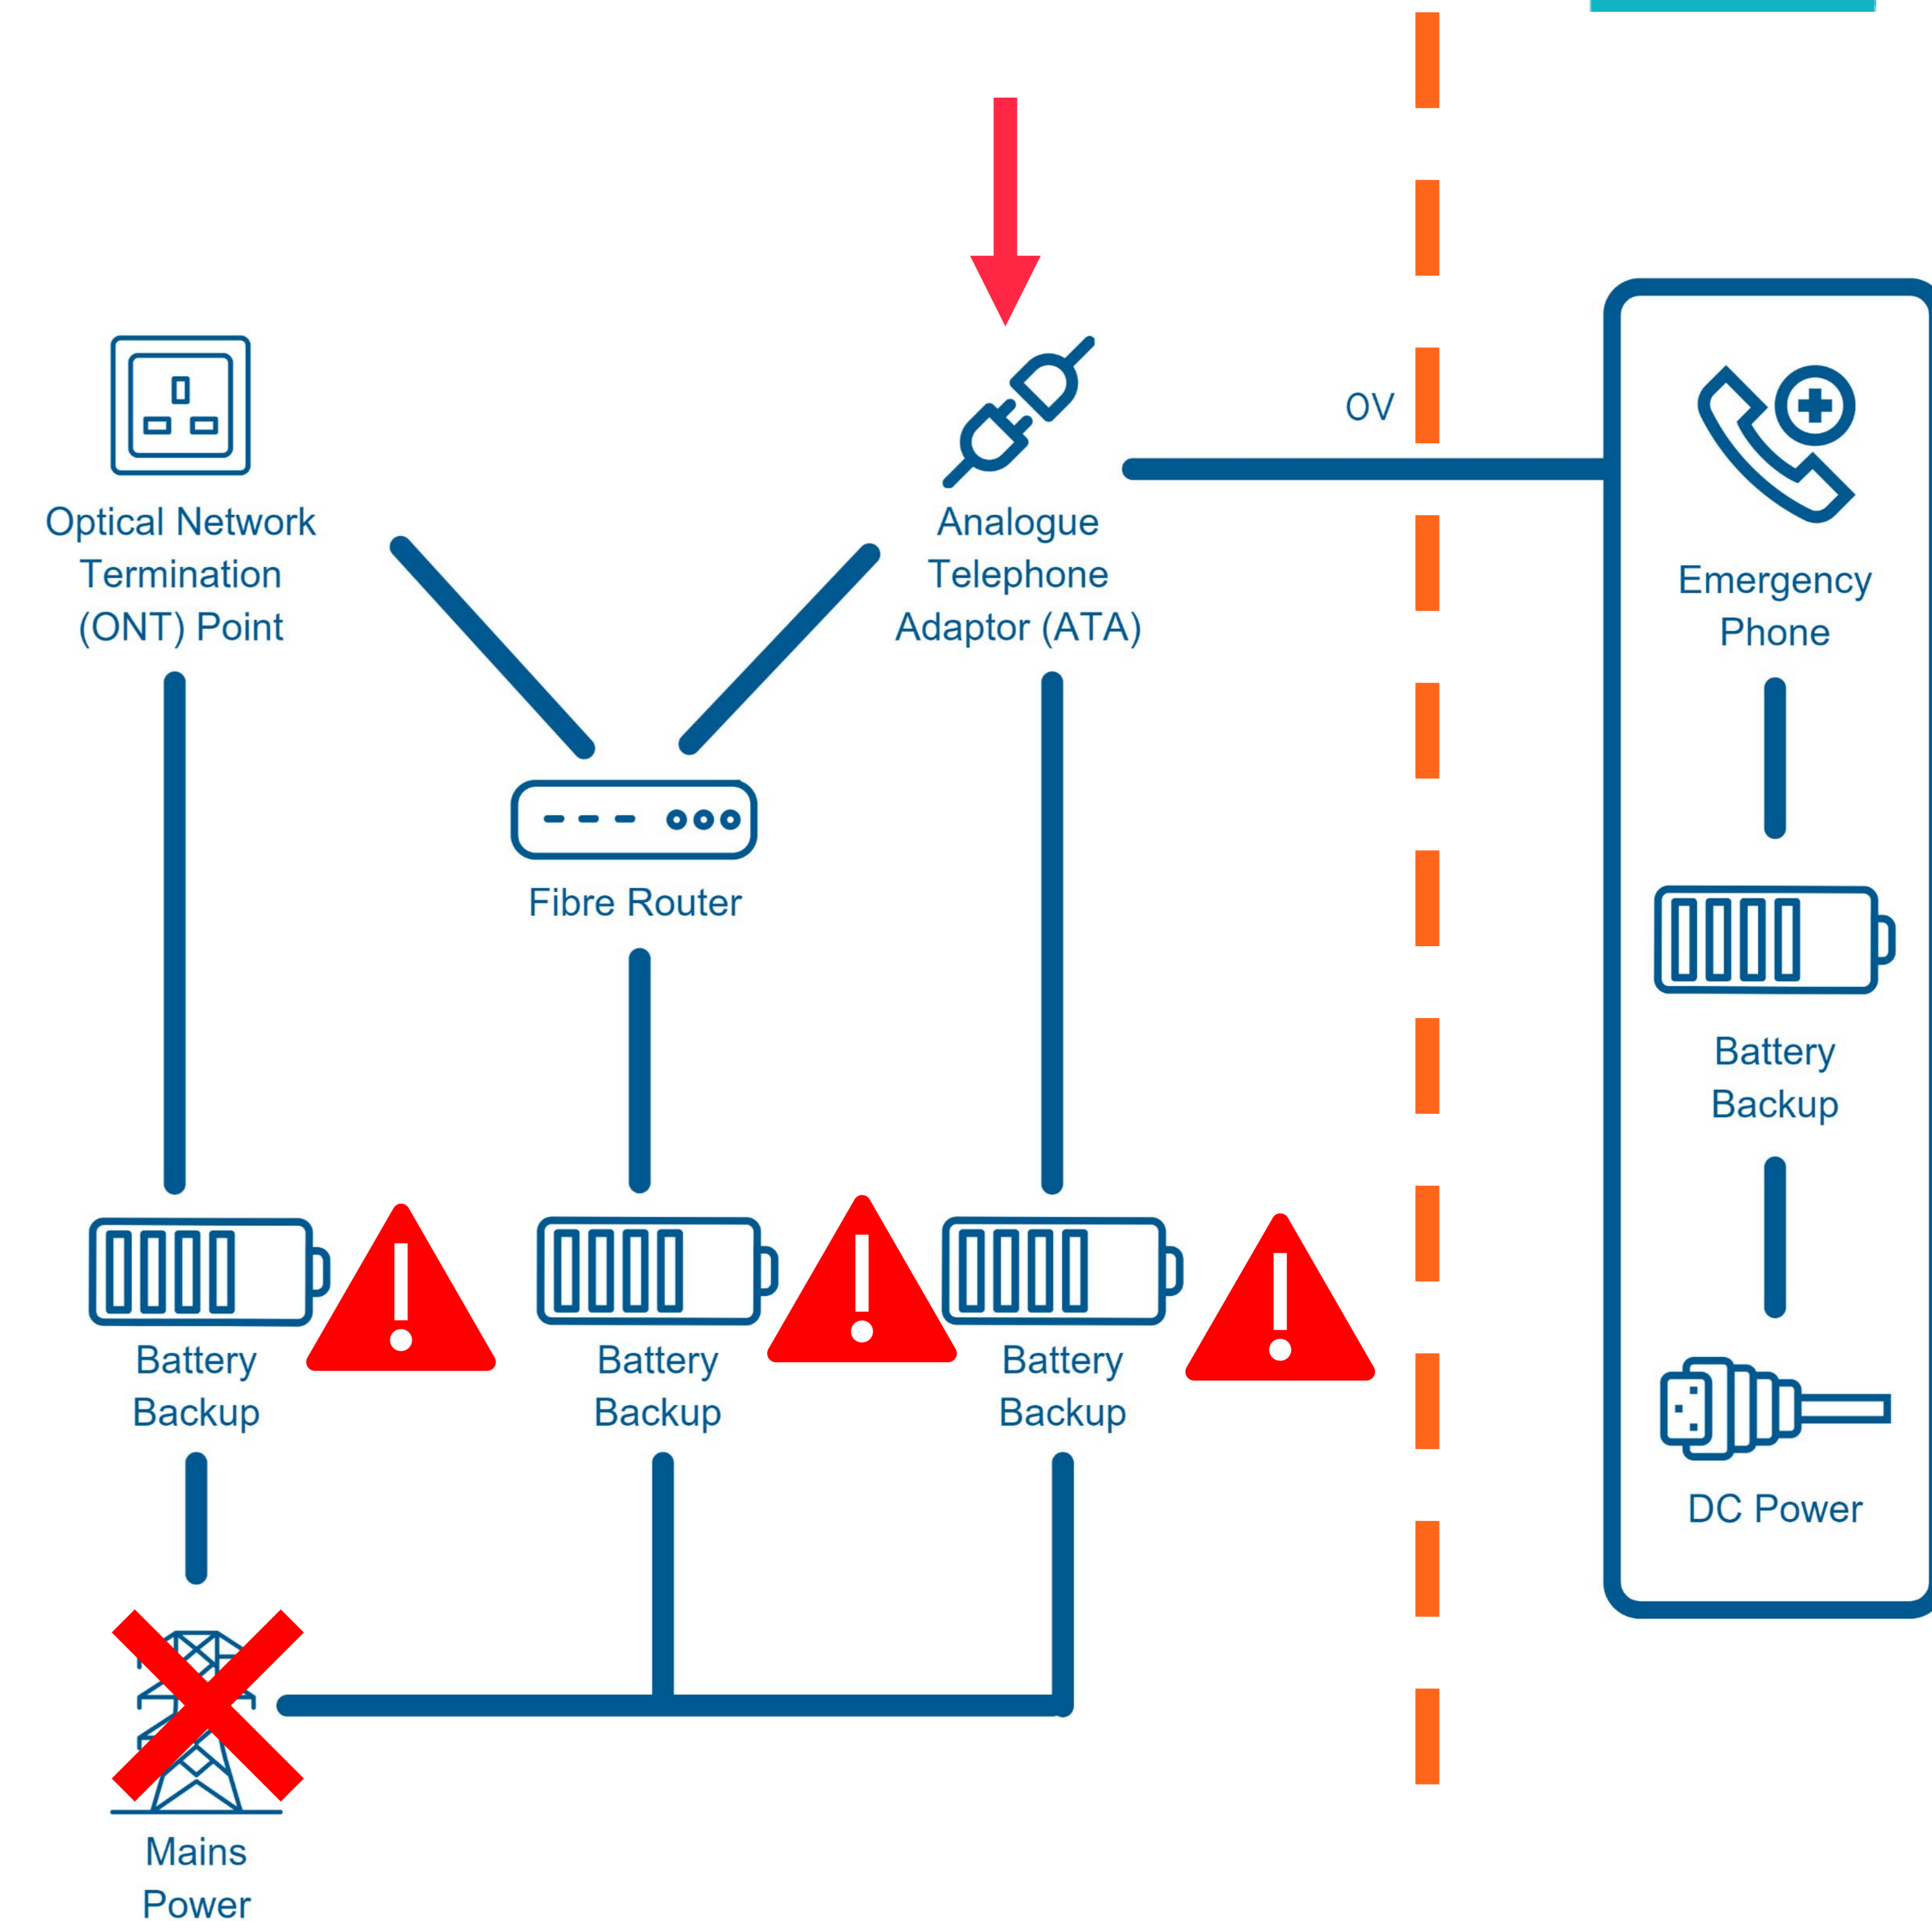 0V
Optical Network
Termination
(ONT) Point
Analogue
Telephone
Adaptor (ATA)
Emergency
Phone
Fibre Router
Battery
Backup
Battery
Backup
Battery
Backup
Battery
Backup
DC Power
Mains
Power